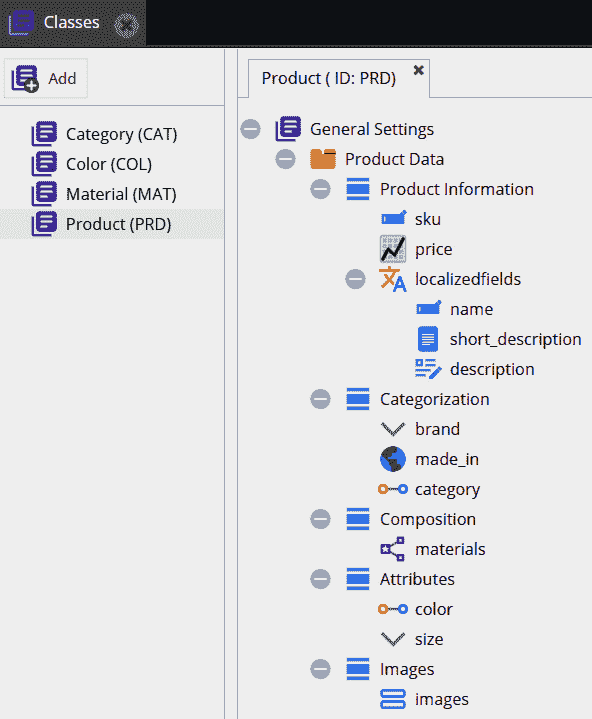 Classes
Add
Category (CAT)
Color (COL)
Material (MAT)
Product (PRD)
Product ( ID: PRD)
General Settings
Product Data
Product Information
sku
price
localizedfields
name
short_description
description
Categorization
brand
made_in
category
Composition
materials
Attributes
color
size
Images
images